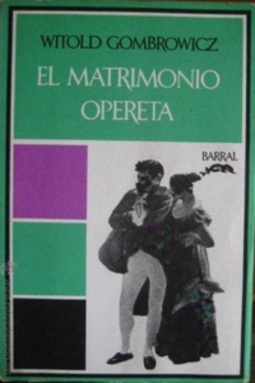 WITOLD GOMBROWICZ
EL MATRIMONIO
OPERETA
BARRAL